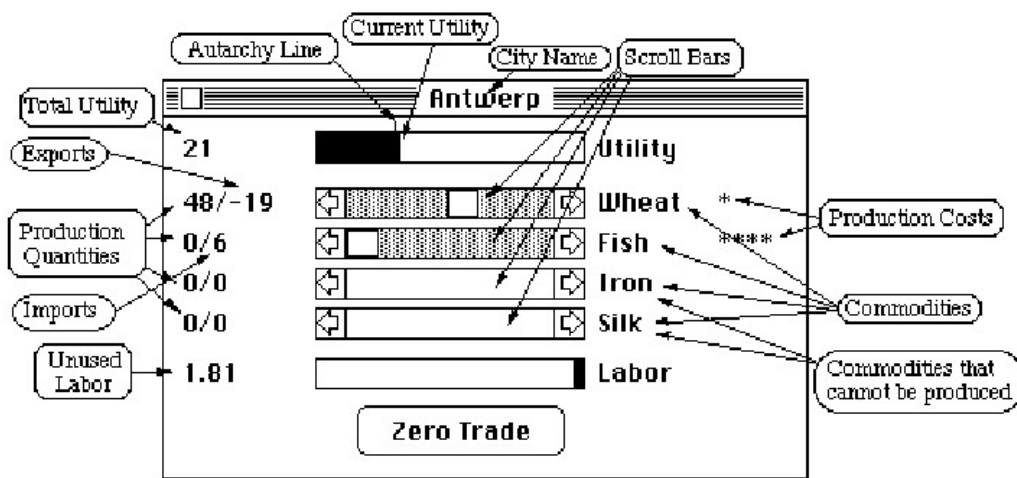 Current Utility
Autarchy Line
City Name
Scroll Bars
Antwerp
Total Utility
21
Utility
Exports
48/-19
Wheat
*
Production Costs
Production
Quantities
0/6
Fish
****
0/0
Iron
Imports
Commodities
0/0
Silk
Unused
Labor
1.81
Labor
Commodities that
cannot be produced
Zero Trade